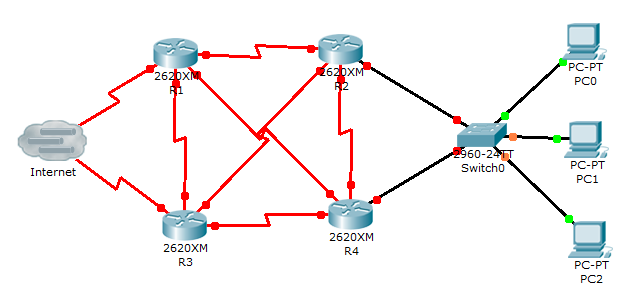 2620XM
R1
2620XM
R2
PC-PT
PC0
Internet
2960-24TT
Switch0
PC-PT
PC1
2620XM
R3
2620XM
R4
PC-PT
PC2